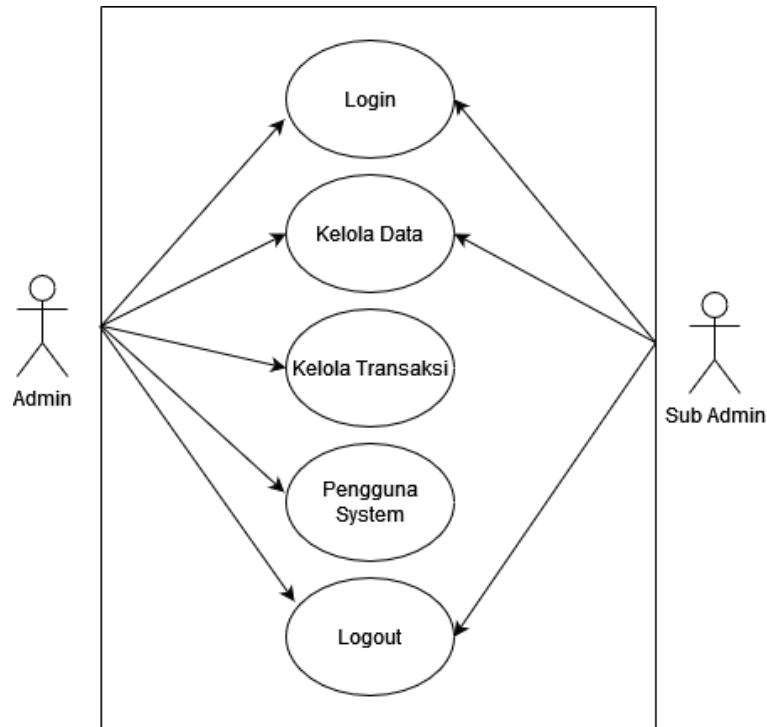 Login
Kelola Data
Kelola Transaksi
Admin
Sub Admin
Pengguna
System
Logout